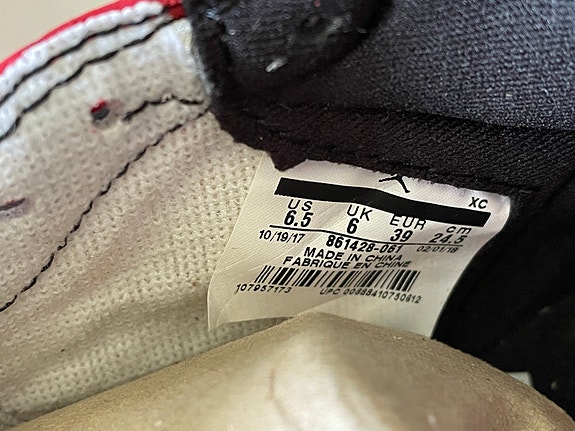 XC
US UK EUR cm
6.5 6 39 24.5
10/19/17 861428-061 02/01/18
MADE IN CHINA
FABRIQUE EN CHINE
107957173 UPC 00888410750612